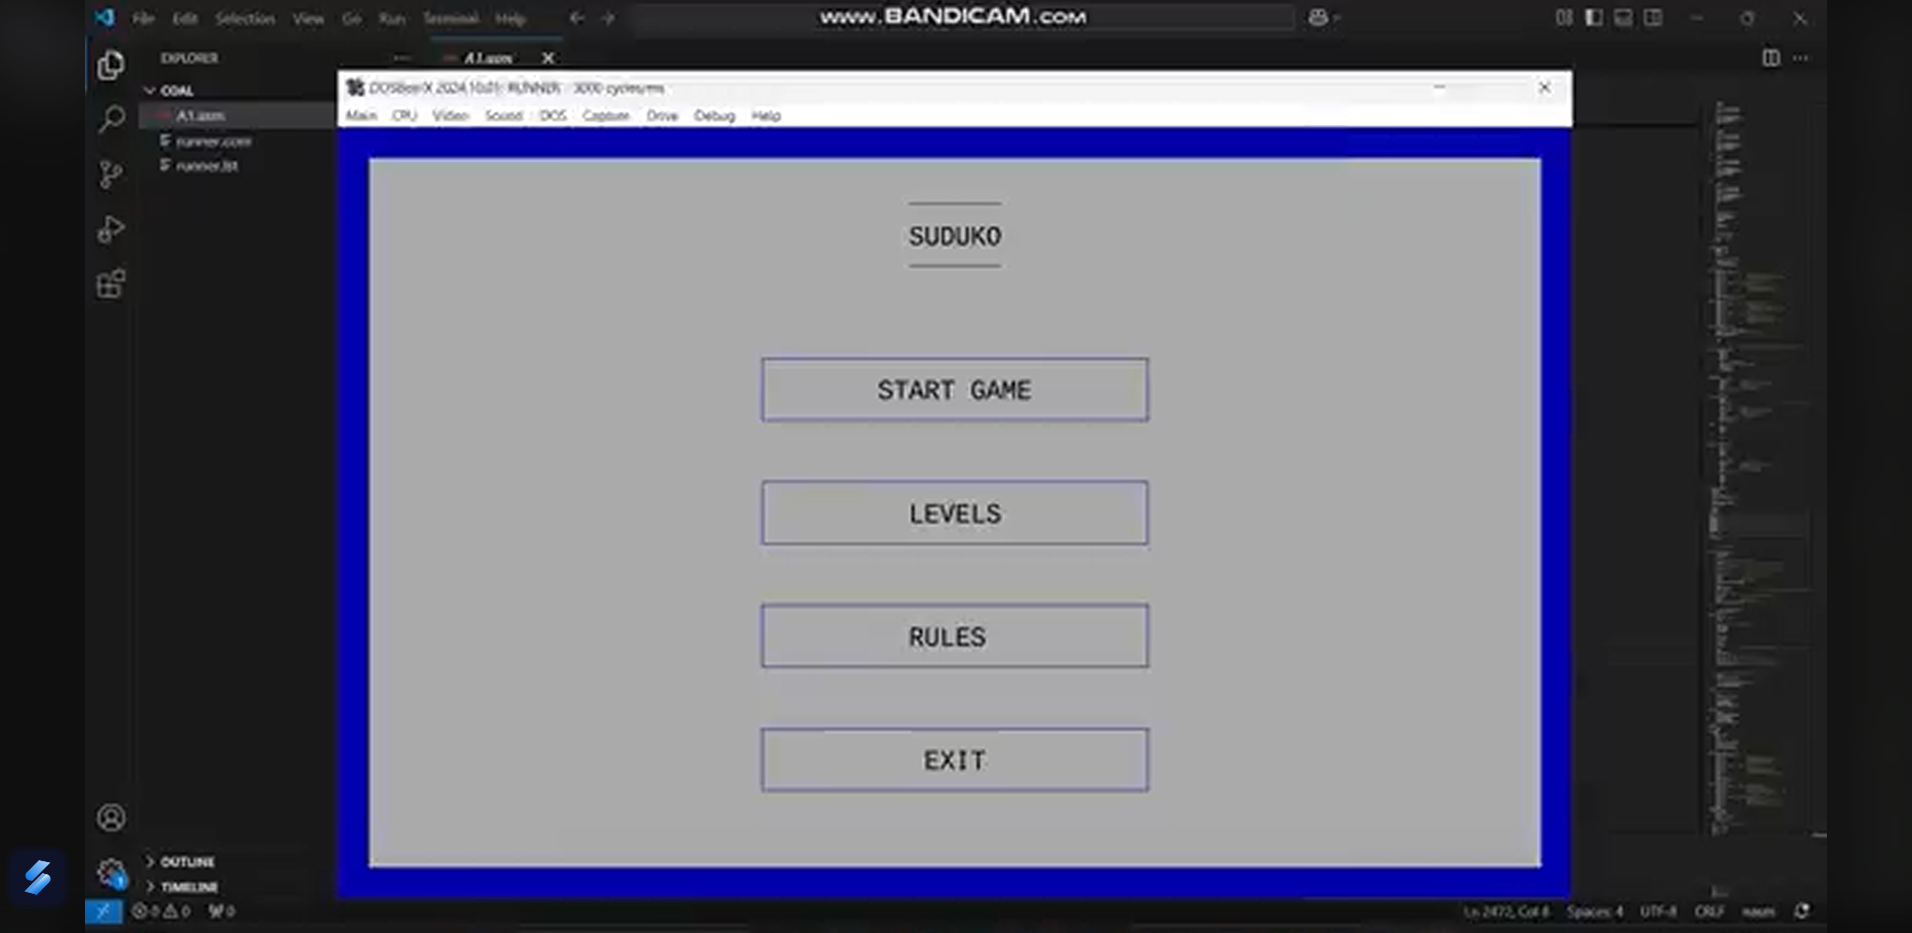 File Edit Selection View Go Run Terminal Help
www.BANDICAM.com
EXPLORER
A1.asm
COAL
A1.asm
runner.com
runner.lst
DOSBox-X 2024.10.01: RUNNER - 3000 cycles/ms
Main CPU Video Sound DOS Capture Drive Debug Help
SUDUKO
START GAME
LEVELS
RULES
EXIT
OUTLINE
TIMELINE
0 0 0
Ln 2472, Col 6 Spaces: 4 UTF-8 CRLF nasm